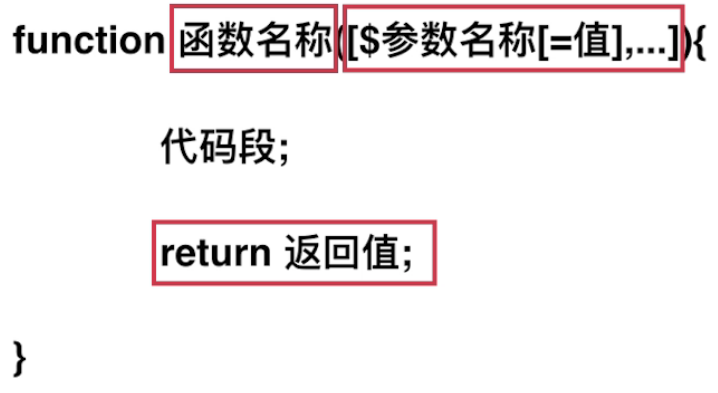 function 函数名称([$参数名称[=值],...]){
代码段;
return 返回值;
}